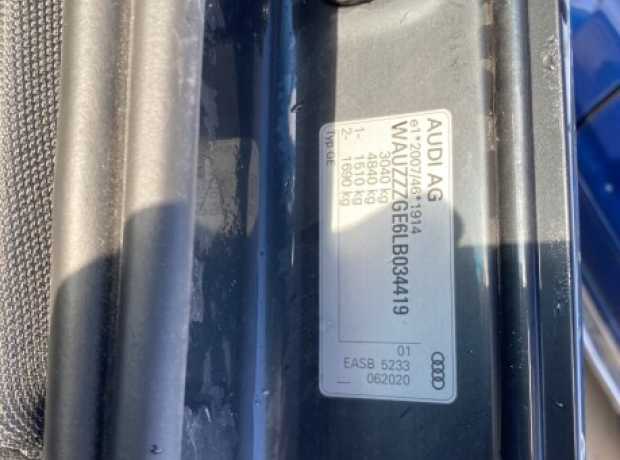 AUDI AG
e1*2007/46*1914
WAUZZZGE6LB034419
3040 kg
4840 kg
1- 1510 kg
2- 1690 kg
Typ GE
01
EASB 5233
062020